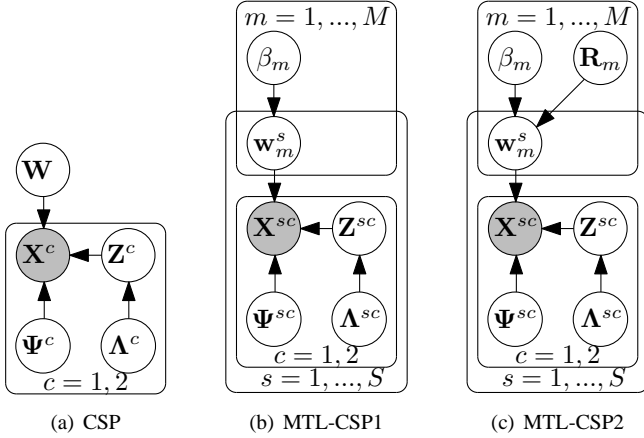 W
X^c
Z^c
Ψ^c
Λ^c
c = 1, 2
(a) CSP
m = 1, ..., M
β_m
w_m^s
X^{sc}
Z^{sc}
Ψ^{sc}
Λ^{sc}
c = 1, 2
s = 1, ..., S
(b) MTL-CSP1
m = 1, ..., M
β_m
R_m
w_m^s
X^{sc}
Z^{sc}
Ψ^{sc}
Λ^{sc}
c = 1, 2
s = 1, ..., S
(c) MTL-CSP2